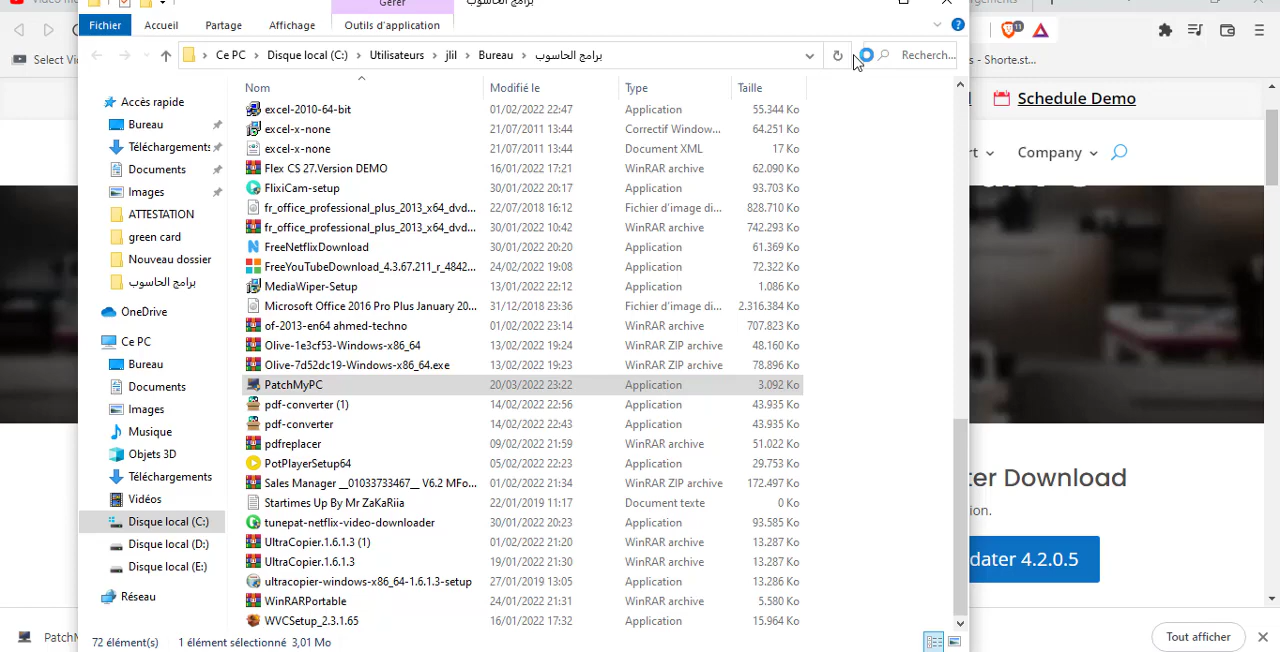 Gérer
برامج الحاسوب
Fichier
Accueil
Partage
Affichage
Outils d'application
Ce PC > Disque local (C:) > Utilisateurs > jlil > Bureau > برامج الحاسوب
Recherch...
Nom
Modifié le
Type
Taille
Accès rapide
Bureau
Téléchargements
Documents
Images
ATTESTATION
green card
Nouveau dossier
برامج الحاسوب
OneDrive
Ce PC
Bureau
Documents
Images
Musique
Objets 3D
Téléchargements
Vidéos
Disque local (C:)
Disque local (D:)
Disque local (E:)
Réseau
excel-2010-64-bit 01/02/2022 22:47 Application 55.344 Ko
excel-x-none 21/07/2011 13:44 Correctif Window... 64.251 Ko
excel-x-none 21/07/2011 13:44 Document XML 17 Ko
Flex CS 27.Version DEMO 16/01/2022 17:21 WinRAR archive 62.090 Ko
FlixiCam-setup 30/01/2022 20:17 Application 93.703 Ko
fr_office_professional_plus_2013_x64_dvd... 22/07/2018 16:12 Fichier d'image di... 828.710 Ko
fr_office_professional_plus_2013_x64_dvd... 30/01/2022 10:42 WinRAR archive 742.293 Ko
FreeNetflixDownload 30/01/2022 20:20 Application 61.369 Ko
FreeYouTubeDownload_4.3.67.211_r_4842... 24/02/2022 19:08 Application 72.322 Ko
MediaWiper-Setup 13/01/2022 22:12 Application 1.086 Ko
Microsoft Office 2016 Pro Plus January 20... 31/12/2018 23:36 Fichier d'image di... 2.316.384 Ko
of-2013-en64 ahmed-techno 01/02/2022 23:14 WinRAR archive 707.823 Ko
Olive-1e3cf53-Windows-x86_64 13/02/2022 19:24 WinRAR ZIP archive 48.160 Ko
Olive-7d52dc19-Windows-x86_64.exe 13/02/2022 19:23 WinRAR ZIP archive 78.896 Ko
PatchMyPC 20/03/2022 23:22 Application 3.092 Ko
pdf-converter (1) 14/02/2022 22:56 Application 43.935 Ko
pdf-converter 14/02/2022 22:43 Application 43.935 Ko
pdfreplacer 09/02/2022 21:59 WinRAR archive 51.022 Ko
PotPlayerSetup64 05/02/2022 22:23 Application 29.753 Ko
Sales Manager __01033733467__ V6.2 MFo... 01/02/2022 21:34 WinRAR ZIP archive 172.497 Ko
Startimes Up By Mr ZaKaRiia 22/01/2019 11:17 Document texte 0 Ko
tunepat-netflix-video-downloader 30/01/2022 20:23 Application 93.585 Ko
UltraCopier.1.6.1.3 (1) 01/02/2022 21:20 WinRAR archive 13.287 Ko
UltraCopier.1.6.1.3 19/01/2022 21:30 WinRAR archive 13.287 Ko
ultracopier-windows-x86_64-1.6.1.3-setup 27/01/2019 13:05 Application 13.286 Ko
WinRARPortable 24/01/2022 21:31 Application 5.580 Ko
WVCSetup_2.3.1.65 16/01/2022 17:32 Application 15.964 Ko
72 élément(s) 1 élément sélectionné 3,01 Mo
Select Vi
11
- Shorte.st...
Schedule Demo
rt
Company
ter Download
ion.
dater 4.2.0.5
PatchM
Tout afficher